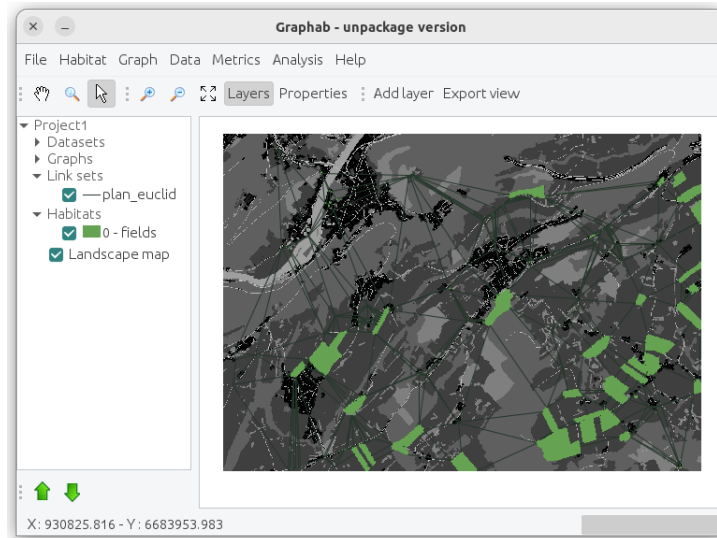 Graphab - unpackage version
File Habitat Graph Data Metrics Analysis Help
Layers Properties Add layer Export view
Project1
Datasets
Graphs
Link sets
plan_euclid
Habitats
0 - fields
Landscape map
X: 930825.816 - Y : 6683953.983